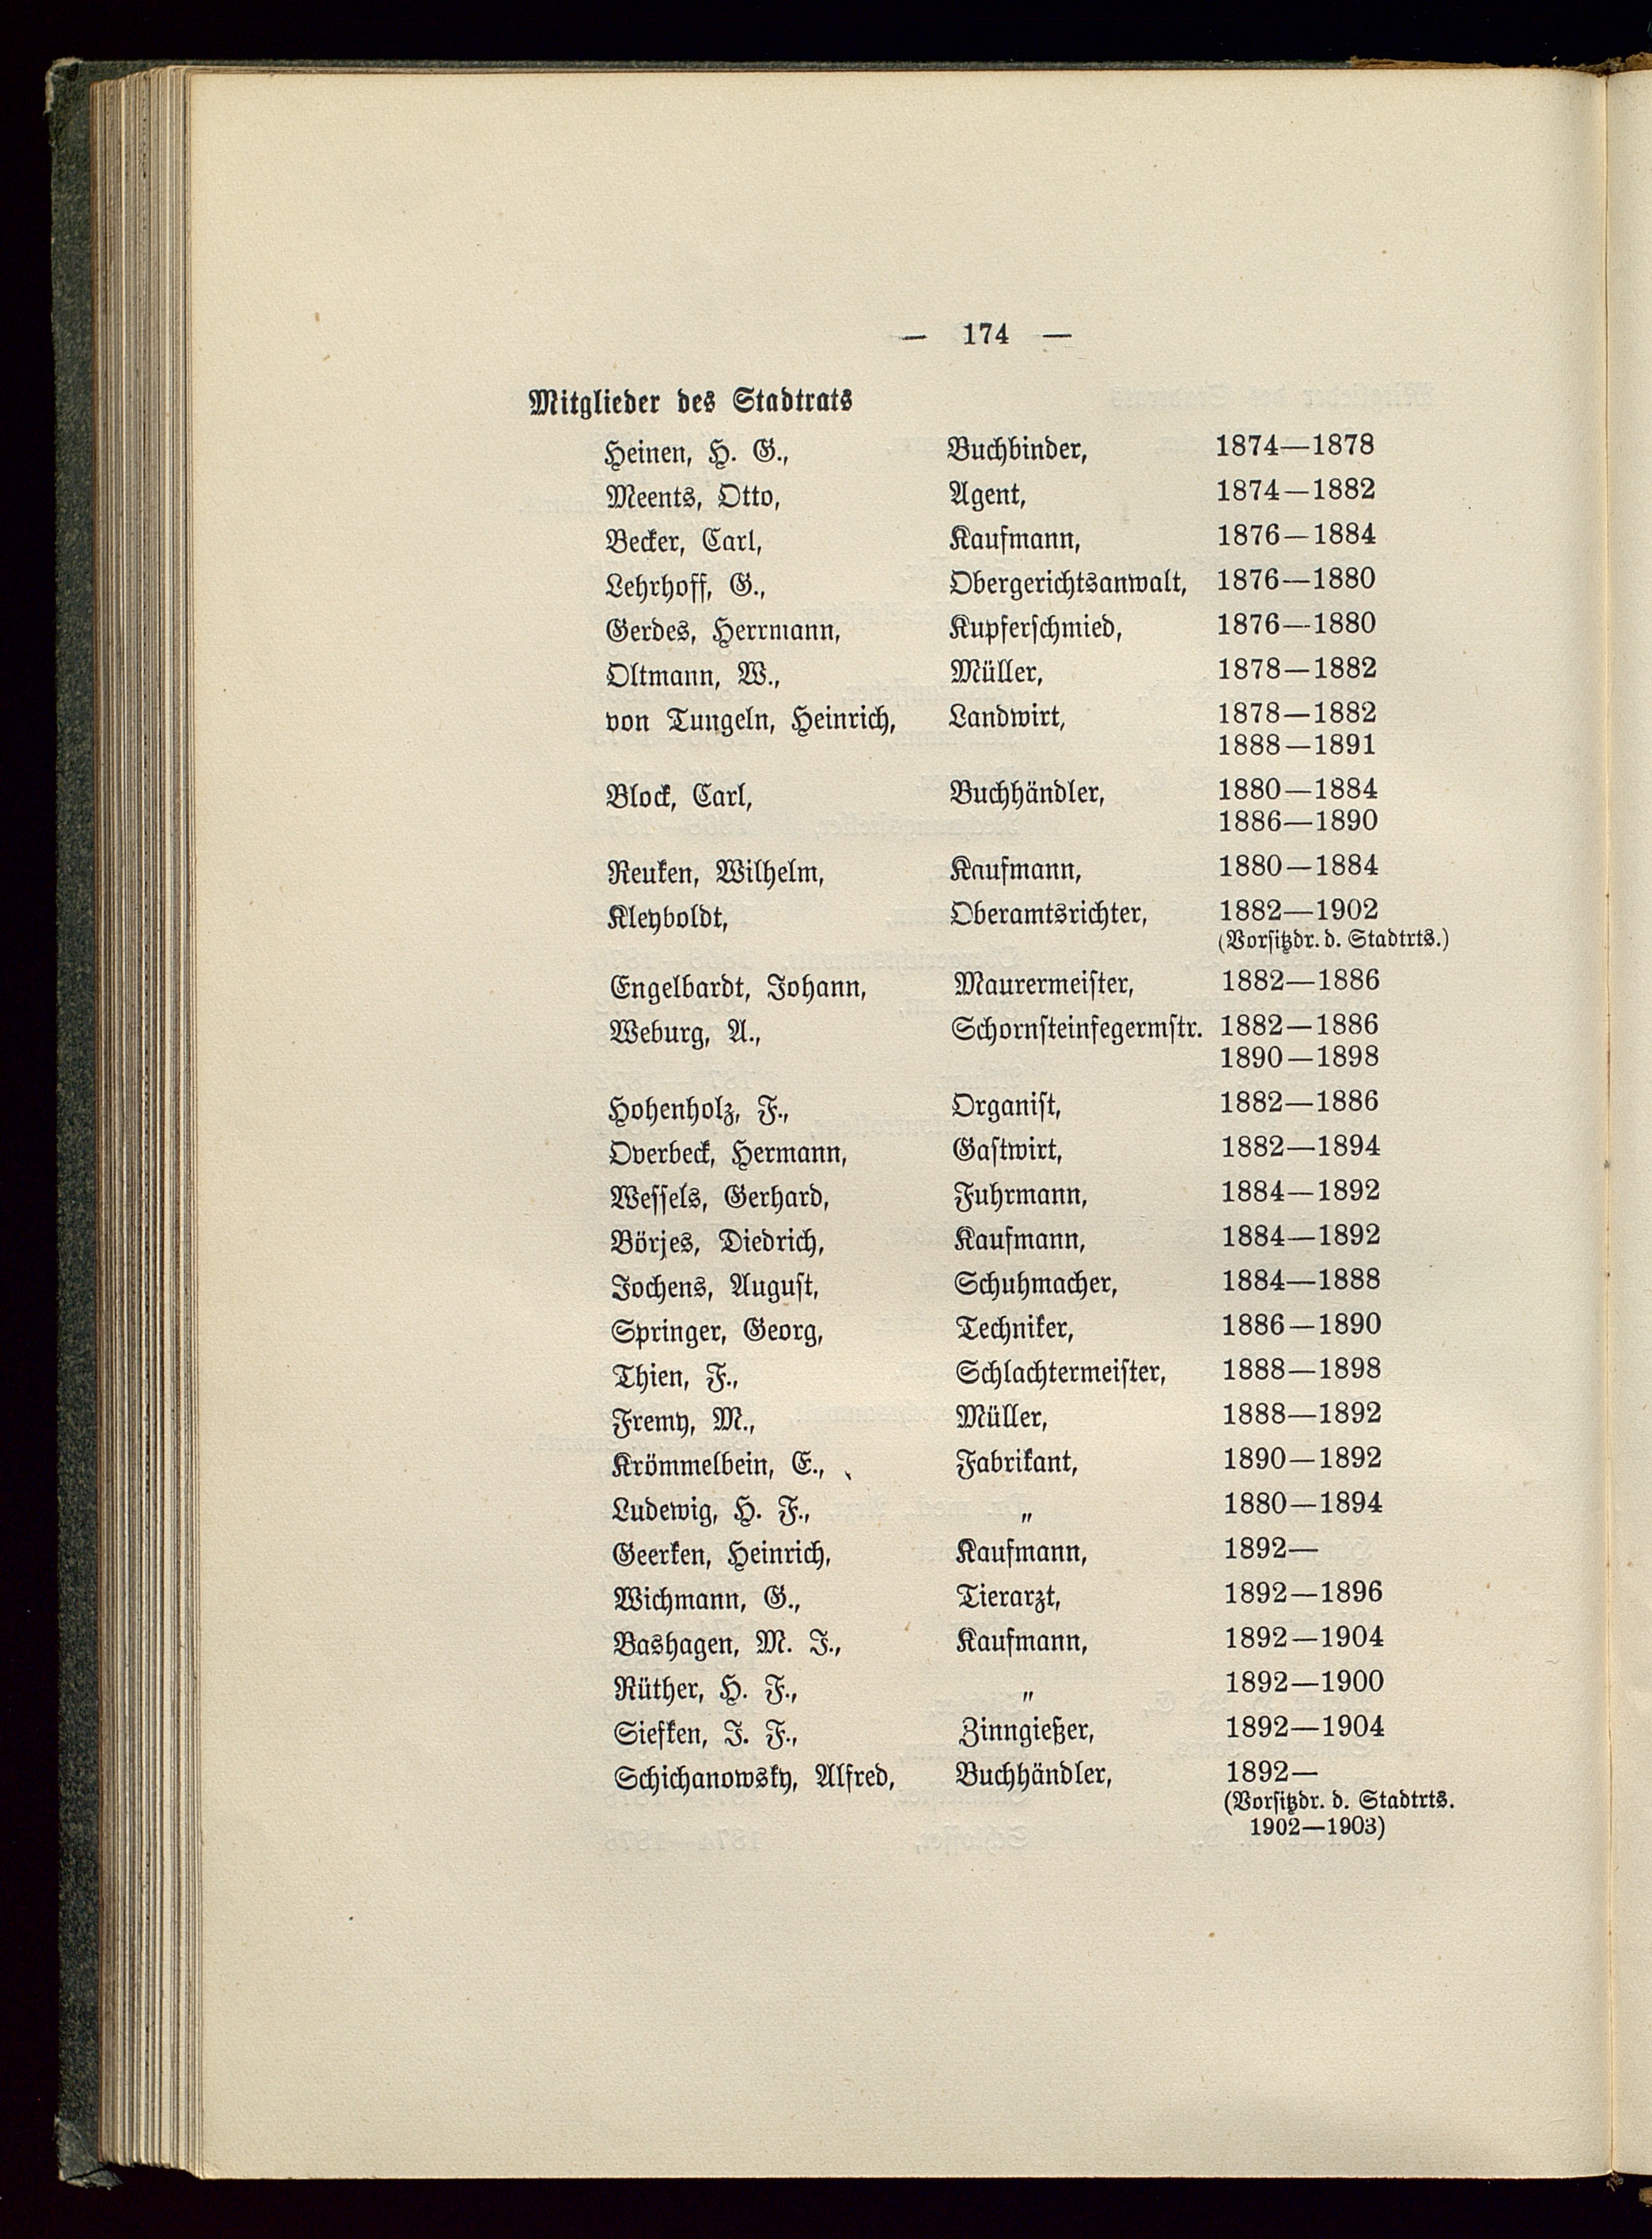 — 174 —
Mitglieder des Stadtrats
Heinen, H. G., Buchbinder, 1874—1878
Meents, Otto, Agent, 1874—1882
Becker, Carl, Kaufmann, 1876—1884
Lehrhoff, G., Obergerichtsanwalt, 1876—1880
Gerdes, Herrmann, Kupferschmied, 1876—1880
Oltmann, W., Müller, 1878—1882
von Tungeln, Heinrich, Landwirt, 1878—1882
1888—1891
Block, Carl, Buchhändler, 1880—1884
1886—1890
Reuken, Wilhelm, Kaufmann, 1880—1884
Kleyboldt, Oberamtsrichter, 1882—1902
(Vorsitzdr. d. Stadtrts.)
Engelbardt, Johann, Maurermeister, 1882—1886
Weburg, A., Schornsteinfegermstr. 1882—1886
1890—1898
Hohenholz, F., Organist, 1882—1886
Overbeck, Hermann, Gastwirt, 1882—1894
Wessels, Gerhard, Fuhrmann, 1884—1892
Börjes, Diedrich, Kaufmann, 1884—1892
Jochens, August, Schuhmacher, 1884—1888
Springer, Georg, Techniker, 1886—1890
Thien, F., Schlachtermeister, 1888—1898
Fremy, M., Müller, 1888—1892
Krömmelbein, E., Fabrikant, 1890—1892
Ludewig, H. F., „ 1880—1894
Geerken, Heinrich, Kaufmann, 1892—
Wichmann, G., Tierarzt, 1892—1896
Bashagen, M. J., Kaufmann, 1892—1904
Rüther, H. F., „ 1892—1900
Siefken, J. F., Zinngießer, 1892—1904
Schichanowsky, Alfred, Buchhändler, 1892—
(Vorsitzdr. d. Stadtrts.
1902—1903)